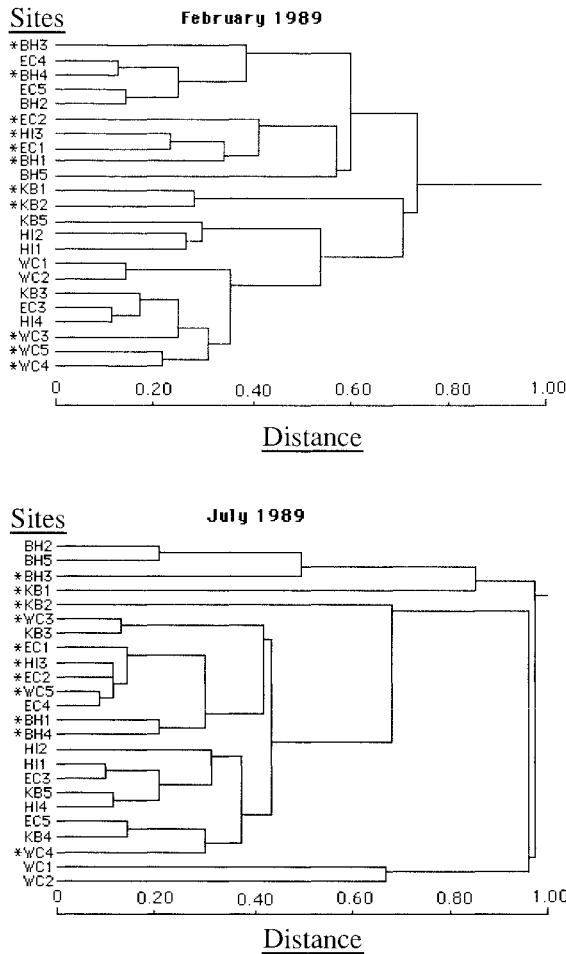 Sites
February 1989
*BH3
EC4
*BH4
EC5
BH2
*EC2
*HI3
*EC1
*BH1
BH5
*KB1
*KB2
KB5
HI2
HI1
WC1
WC2
KB3
EC3
HI4
*WC3
*WC5
*WC4
0 0.20 0.40 0.60 0.80 1.00
Distance
Sites
July 1989
BH2
BH5
*BH3
*KB1
*KB2
*WC3
KB3
*EC1
*HI3
*EC2
*WC5
EC4
*BH1
*BH4
HI2
HI1
EC3
KB5
HI4
EC5
KB4
*WC4
WC1
WC2
0 0.20 0.40 0.60 0.80 1.00
Distance